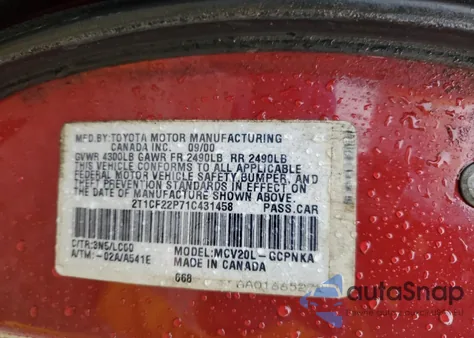 MFD.BY:TOYOTA MOTOR MANUFACTURING
CANADA INC. 09/00
GVWR 4300LB GAWR FR 2490LB RR 2490LB
THIS VEHICLE CONFORMS TO ALL APPLICABLE
FEDERAL MOTOR VEHICLE SAFETY,BUMPER, AND
THEFT PREVENTION STANDARDS IN EFFECT ON
THE DATE OF MANUFACTURE SHOWN ABOVE.
2T1CF22P71C431458 PASS.CAR
C/TR:3N5/LC60 MODEL:MCV20L-GCPNKA
A/TM:-02A/A541E MADE IN CANADA
668
autoSnap